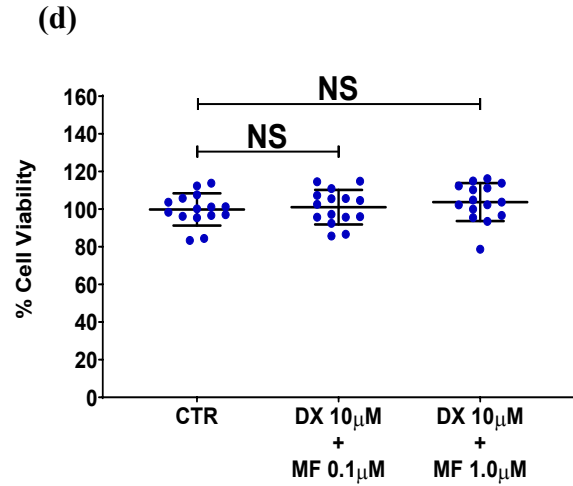 (d)
NS
NS
% Cell Viability
160
140
120
100
80
60
40
20
0
CTR
DX 10μM
+
MF 0.1μM
DX 10μM
+
MF 1.0μM